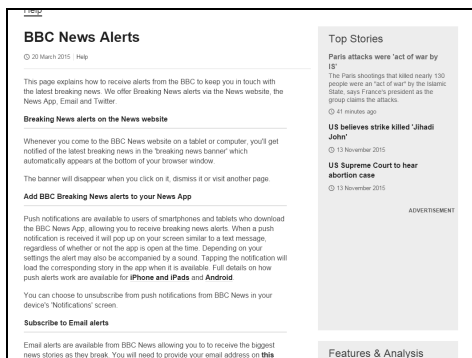 Help
BBC News Alerts
20 March 2015 Help
This page explains how to receive alerts from the BBC to keep you in touch with
the latest breaking news. We offer Breaking News alerts via the News website, the
News App, Email and Twitter.
Breaking News alerts on the News website
Whenever you come to the BBC News website on a tablet or computer, you'll get
notified of the latest breaking news in the 'breaking news banner' which
automatically appears at the bottom of your browser window.
The banner will disappear when you click on it, dismiss it or visit another page.
Add BBC Breaking News alerts to your News App
Push notifications are available to users of smartphones and tablets who download
the BBC News App, allowing you to receive breaking news alerts. When a push
notification is received it will pop up on your screen similar to a text message,
regardless of whether or not the app is open at the time. Depending on your
settings the alert may also be accompanied by a sound. Tapping the notification will
load the corresponding story in the app when it is available. Full details on how
push alerts work are available for iPhone and iPads and Android.
You can choose to unsubscribe from push notifications from BBC News in your
device's 'Notifications' screen.
Subscribe to Email alerts
Email alerts are available from BBC News allowing you to to receive the biggest
news stories as they break. You will need to provide your email address on this
Top Stories
Paris attacks were 'act of war by
IS'
The Paris shootings that killed nearly 130
people were an "act of war" by the Islamic
State, says France's president as the
group claims the attacks.
41 minutes ago
US believes strike killed 'Jihadi
John'
13 November 2015
US Supreme Court to hear
abortion case
13 November 2015
ADVERTISEMENT
Features & Analysis